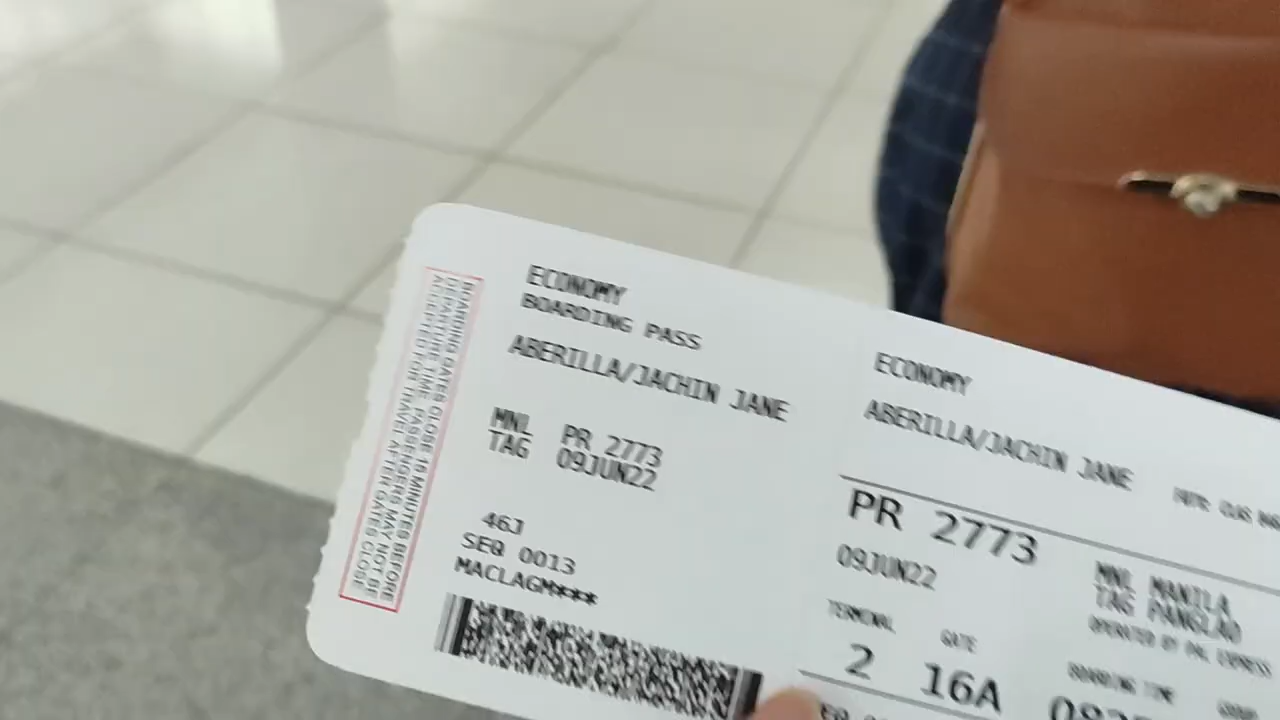 BOARDING GATES CLOSE 15 MINUTES BEFORE
DEPARTURE TIME. PASSENGERS MAY NOT BE
ACCEPTED FOR TRAVEL AFTER GATES CLOSE
ECONOMY
BOARDING PASS
ABERILLA/JACHIN JANE
MNL PR 2773
TAG 09JUN22
46J
SEQ 0013
MACLAGM***
ECONOMY
ABERILLA/JACHIN JANE
PR 2773
09JUN22
MNL MANILA
TAG PANGLAO
OPERATED BY PAL EXPRESS
TERMINAL GATE
2 16A
BOARDING TIME